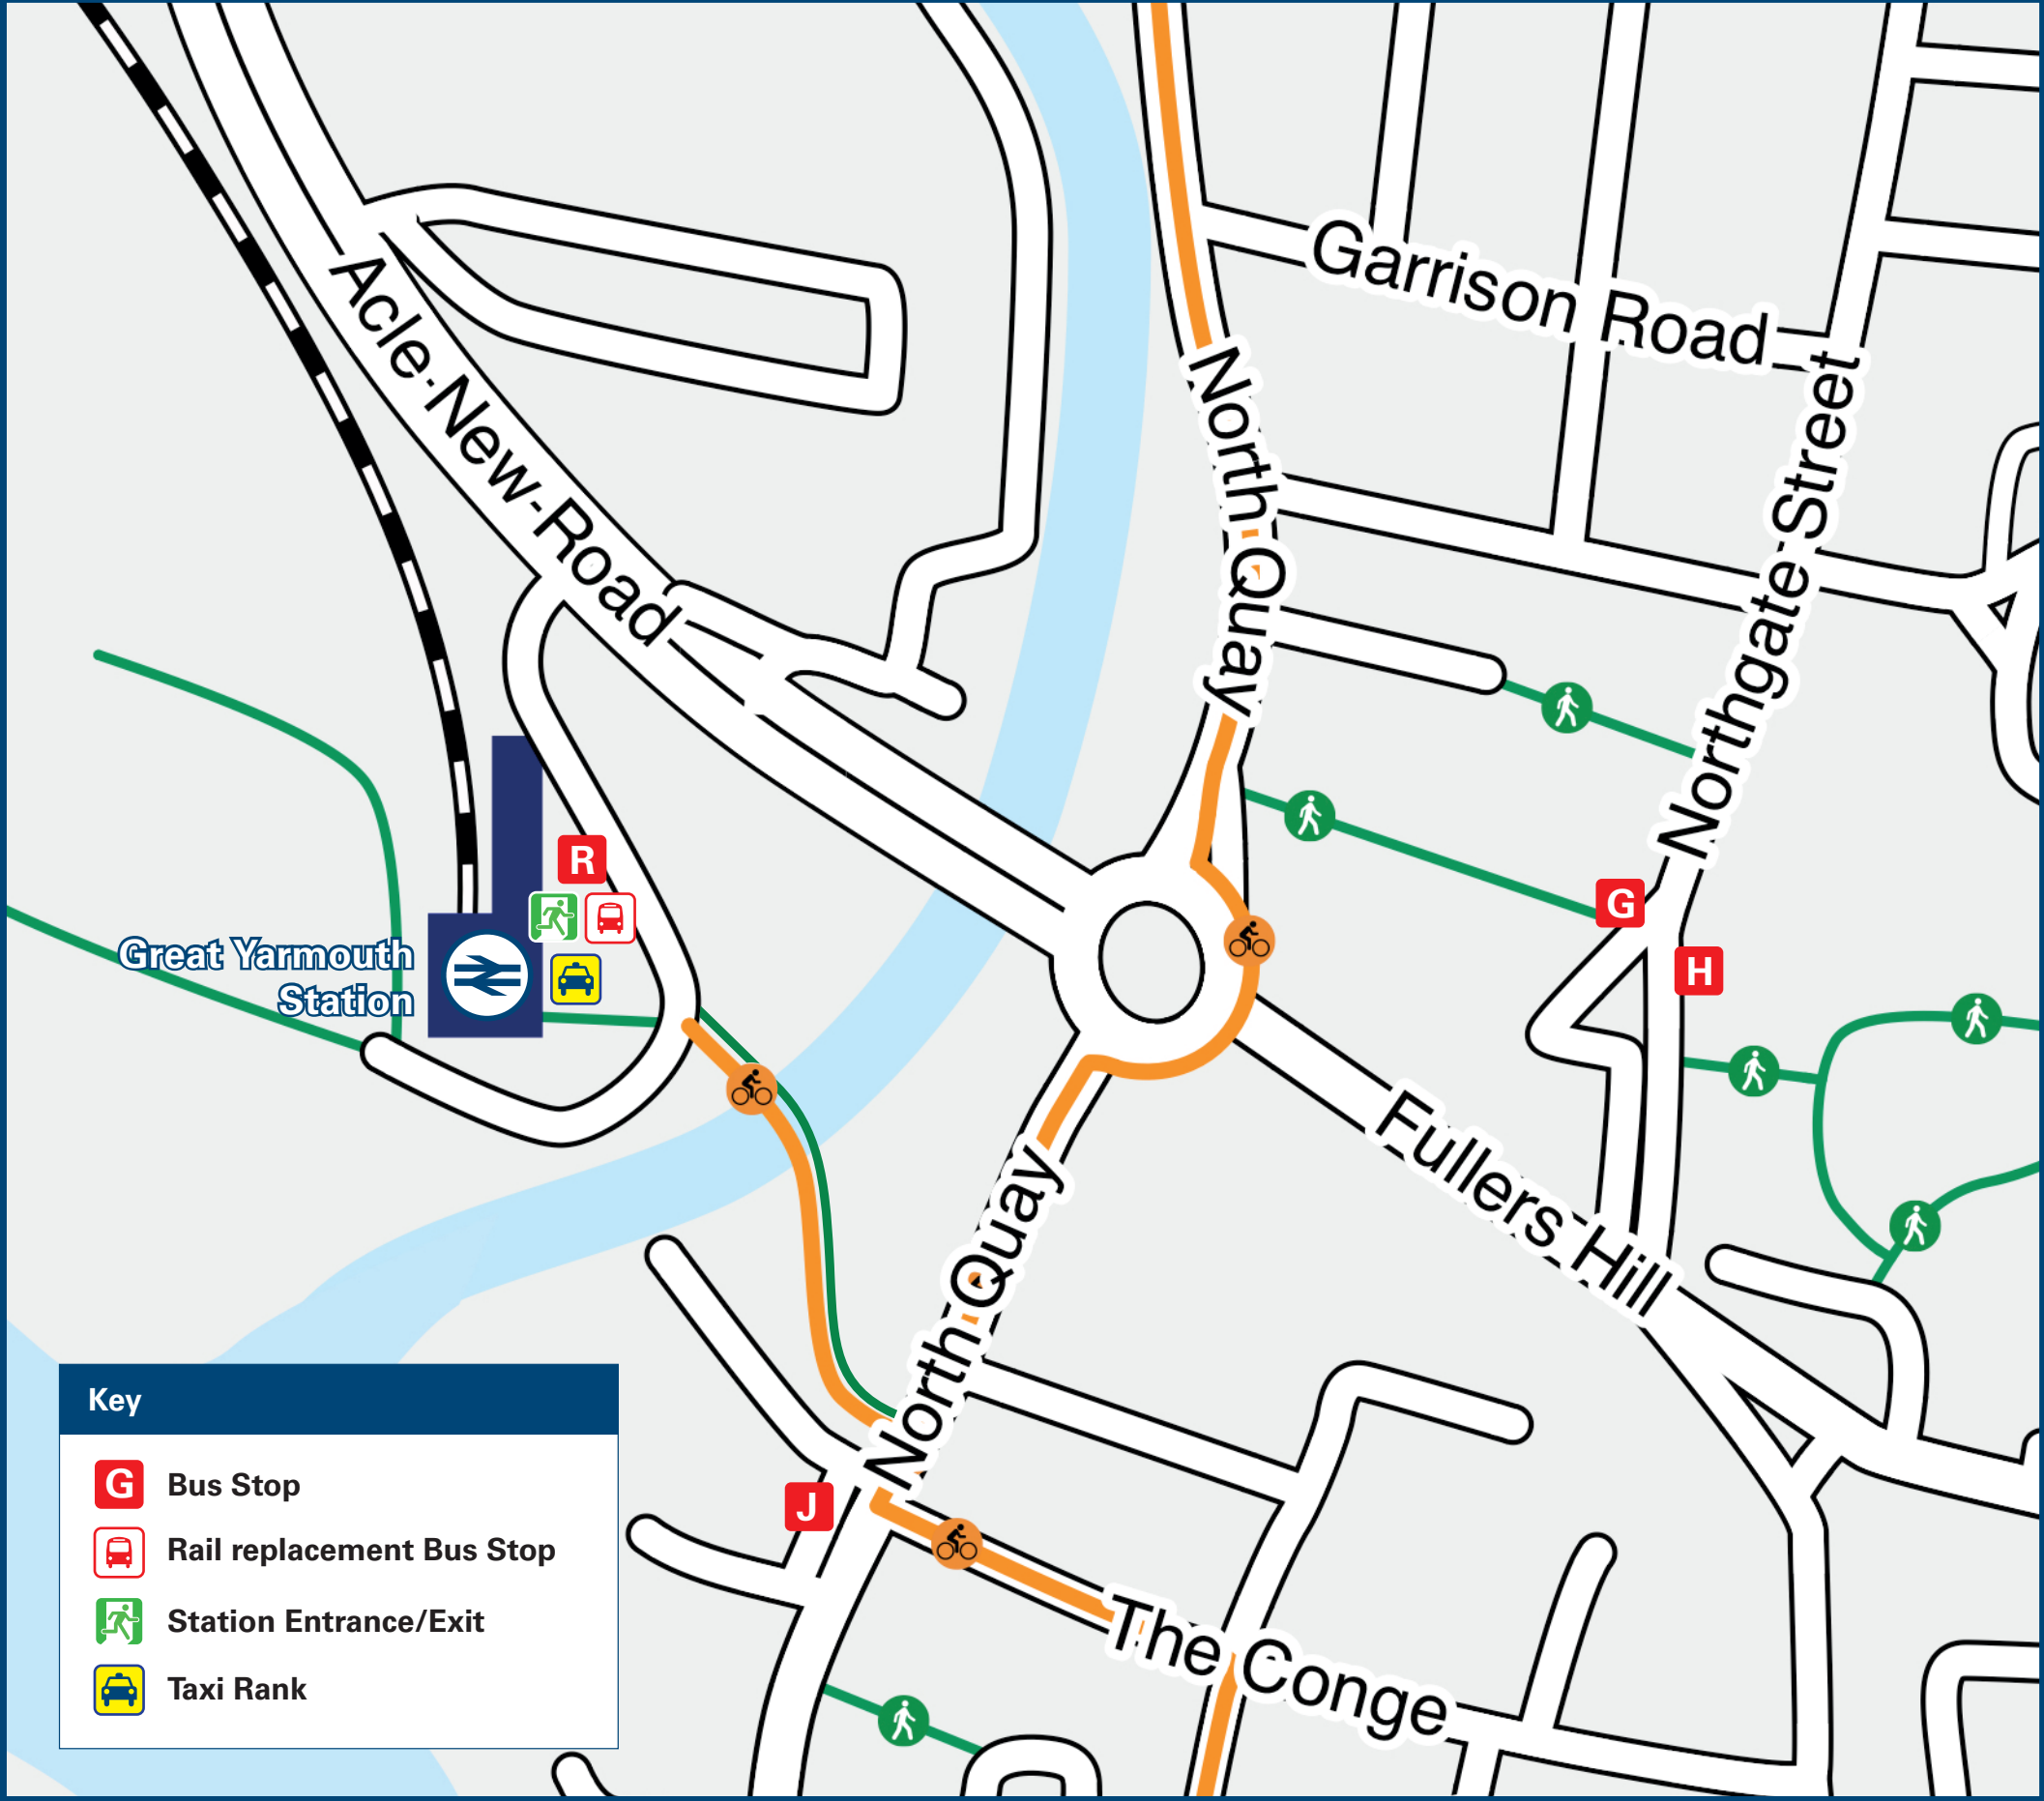 Garrison Road
Acle New Road
North Quay
Northgate Street
R
G
Great Yarmouth
Station
H
Fullers Hill
North Quay
J
The Conge
Key
G Bus Stop
Rail replacement Bus Stop
Station Entrance/Exit
Taxi Rank